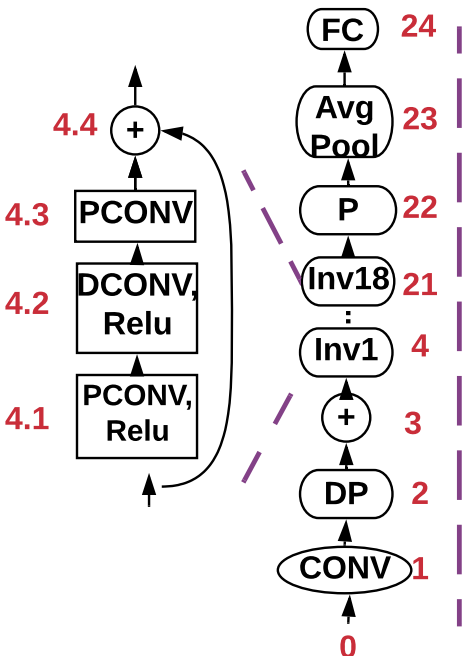 FC 24
Avg
Pool 23
P 22
Inv18 21
Inv1 4
+ 3
DP 2
CONV 1
0
4.4 +
4.3 PCONV
4.2 DCONV,
Relu
4.1 PCONV,
Relu